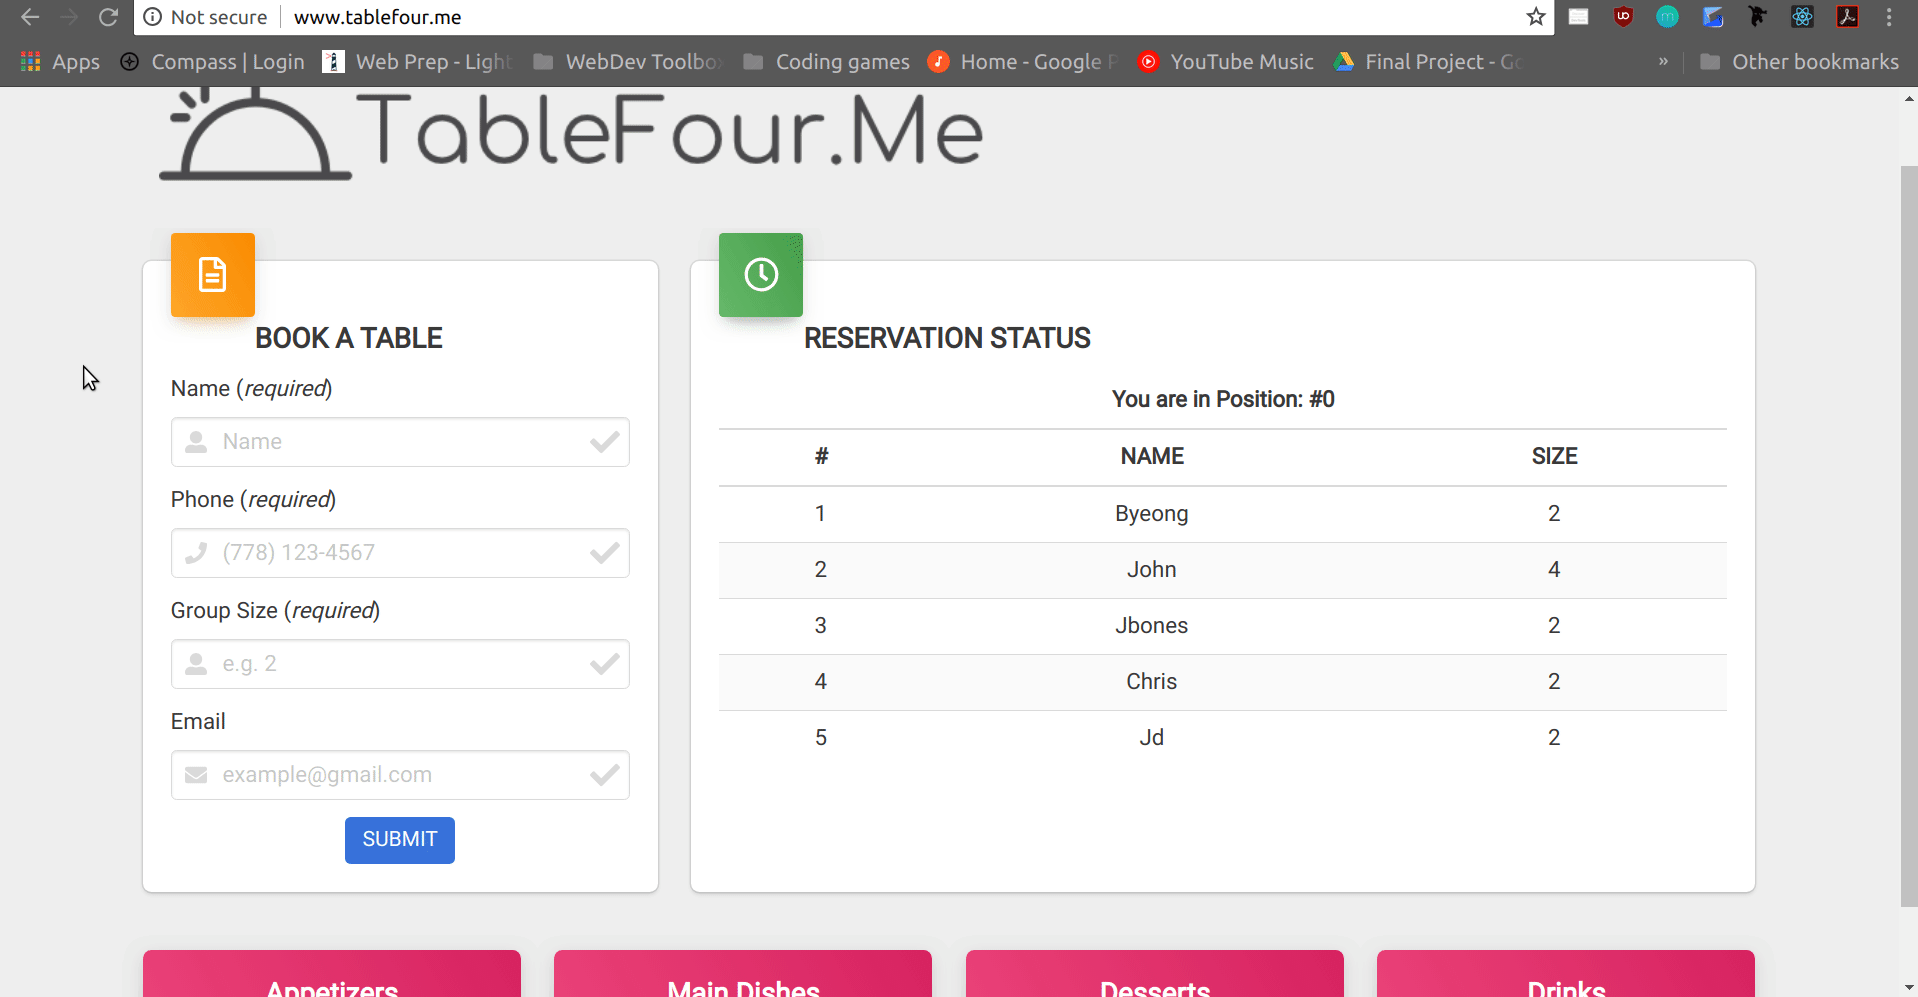 Not secure www.tablefour.me
Apps Compass | Login Web Prep - Light WebDev Toolbox Coding games Home - Google P YouTube Music Final Project - Go » Other bookmarks
TableFour.Me
BOOK A TABLE
Name (required)
Name
Phone (required)
(778) 123-4567
Group Size (required)
e.g. 2
Email
example@gmail.com
SUBMIT
RESERVATION STATUS
You are in Position: #0
# NAME SIZE
1 Byeong 2
2 John 4
3 Jbones 2
4 Chris 2
5 Jd 2
Appetizers Main Dishes Desserts Drinks